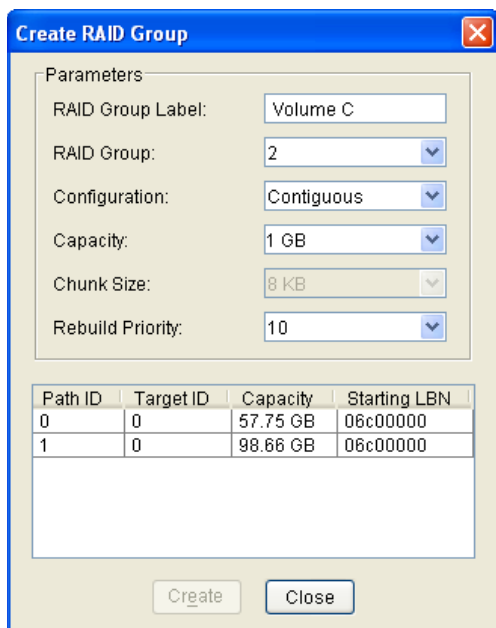 Create RAID Group
Parameters
RAID Group Label: Volume C
RAID Group: 2
Configuration: Contiguous
Capacity: 1 GB
Chunk Size: 8 KB
Rebuild Priority: 10
Path ID Target ID Capacity Starting LBN
0 0 57.75 GB 06c00000
1 0 98.66 GB 06c00000
Create Close